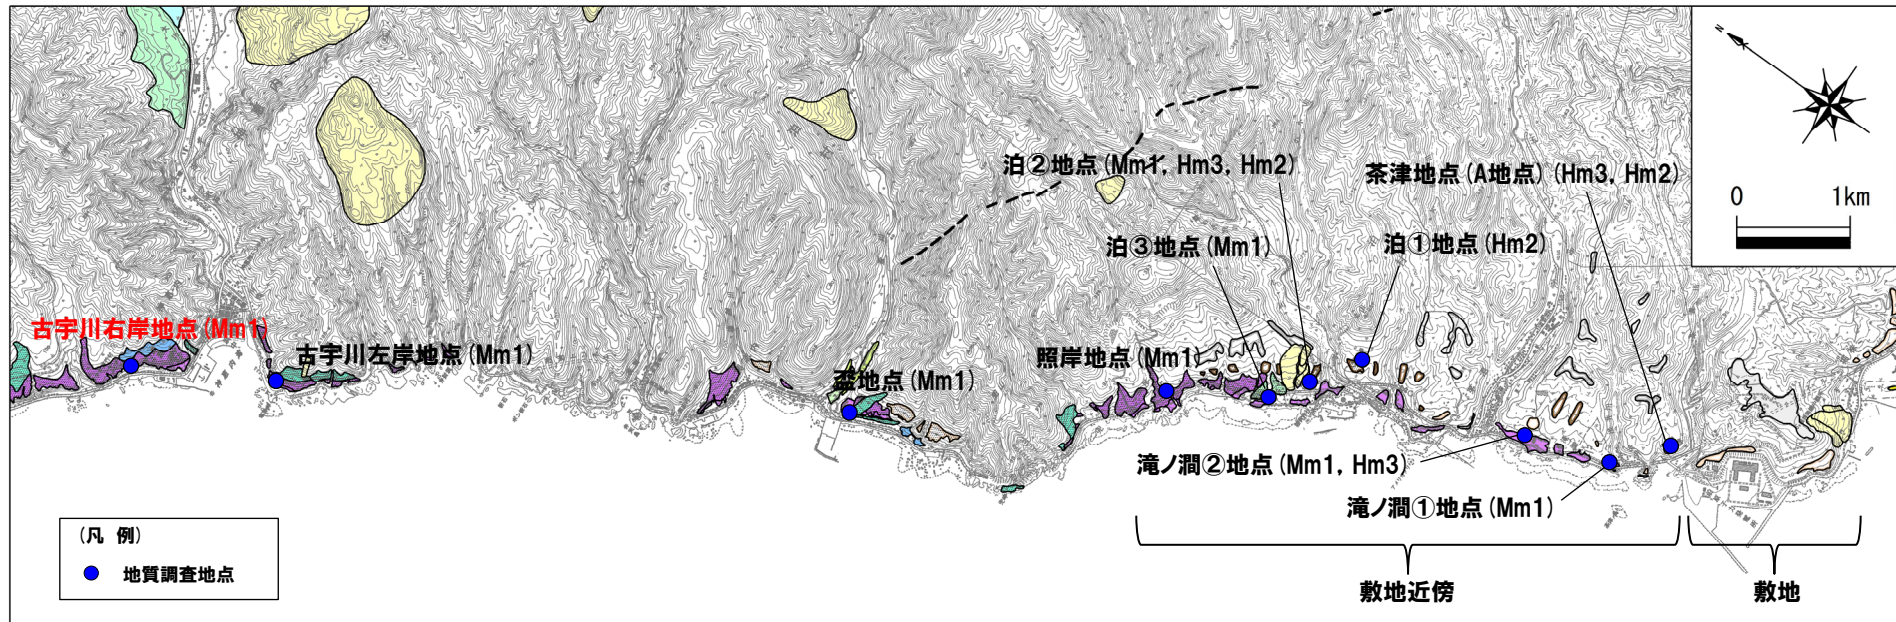 N
0 1km
泊②地点(Mm1, Hm3, Hm2)
茶津地点(A地点)(Hm3, Hm2)
泊③地点(Mm1)
泊①地点(Hm2)
古宇川右岸地点(Mm1)
古宇川左岸地点(Mm1)
盃地点(Mm1)
照岸地点(Mm1)
滝ノ澗②地点(Mm1, Hm3)
滝ノ澗①地点(Mm1)
(凡 例)
地質調査地点
敷地近傍
敷地